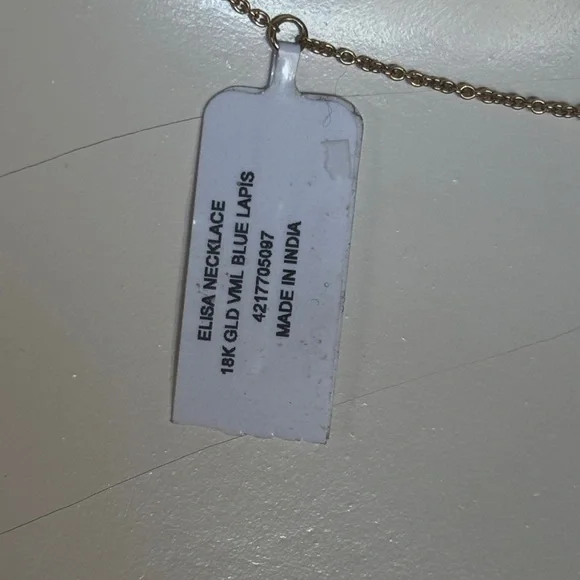 ELISA NECKLACE
18K GLD VML BLUE LAPIS
4217705097
MADE IN INDIA